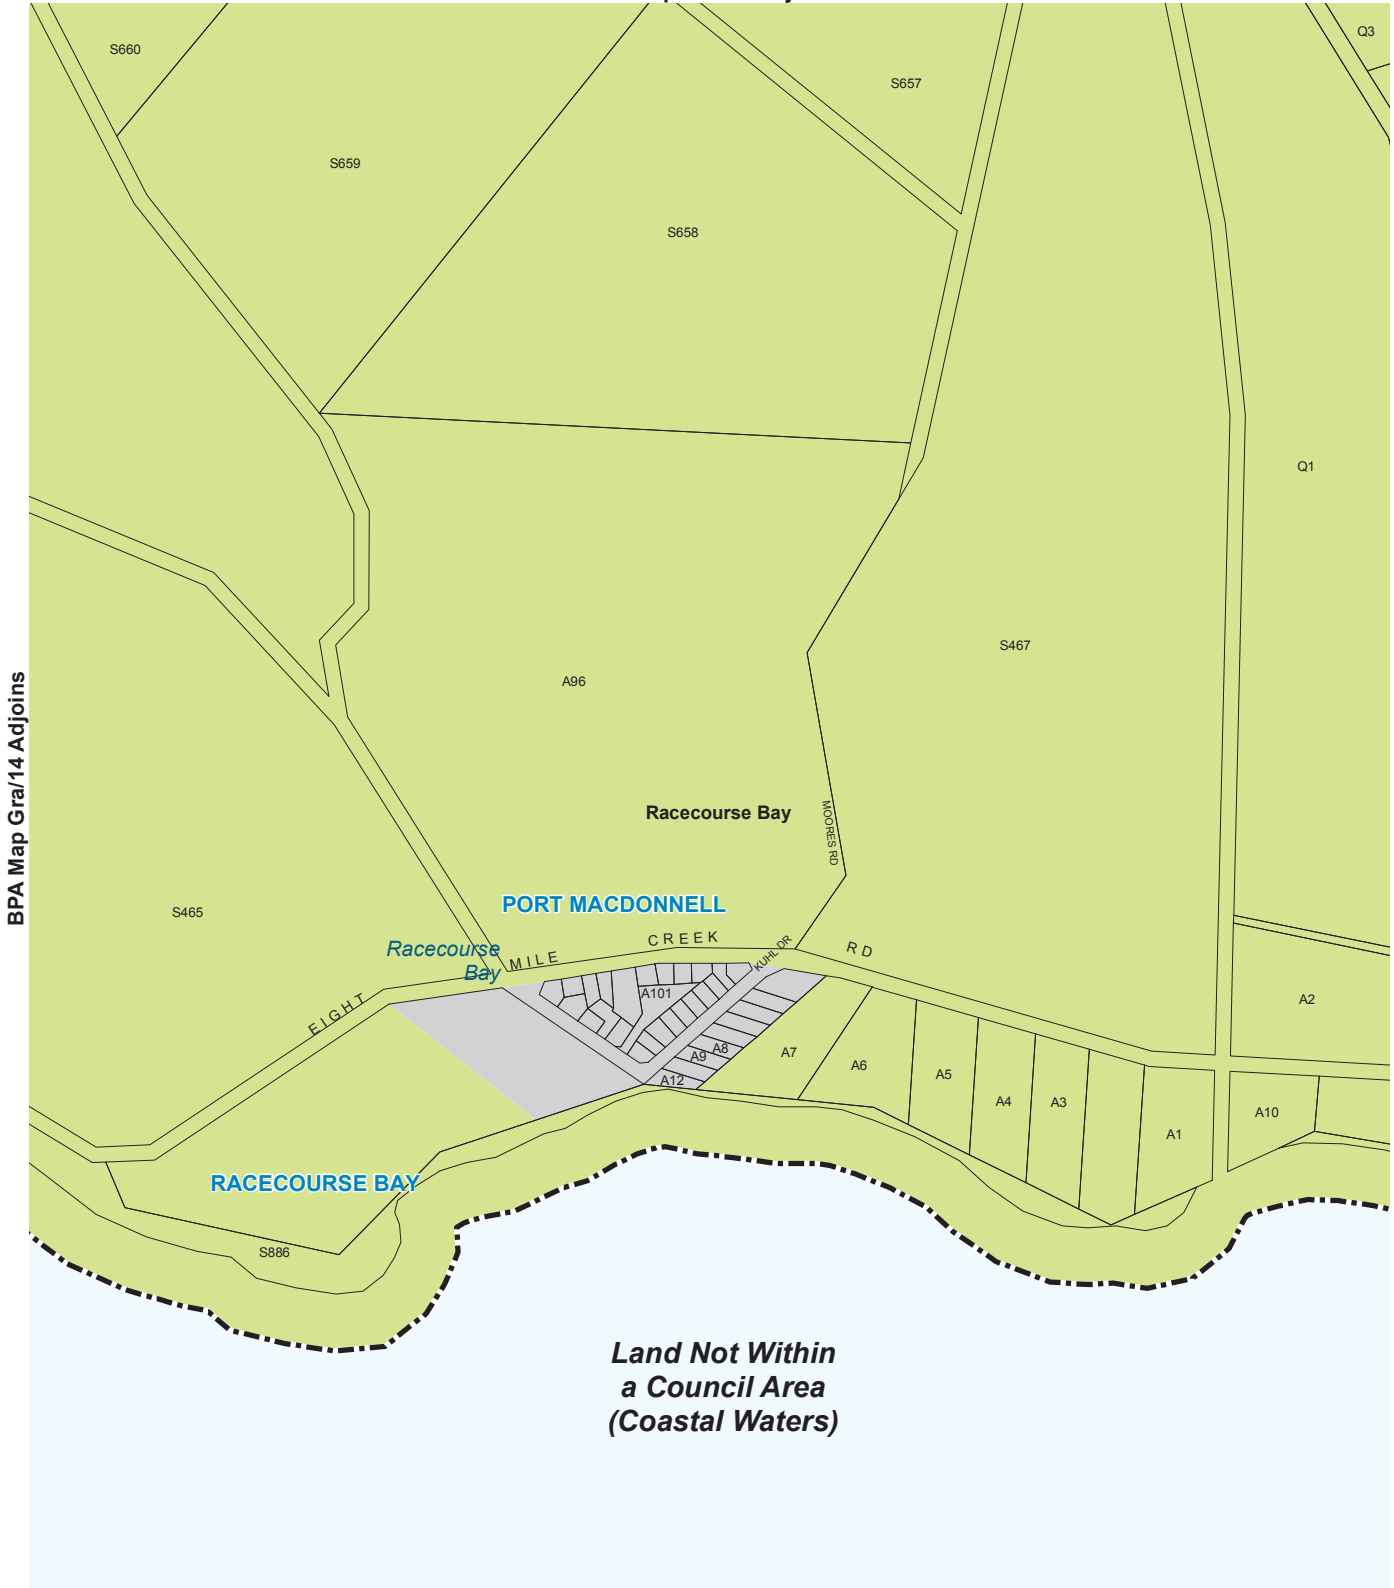 Q3
S660
S657
S659
S658
Q1
S467
A96
BPA Map Gra/14 Adjoins
Racecourse Bay
MOORES RD
PORT MACDONNELL
S465
EIGHT MILE CREEK RD
KUHL DR
Racecourse
Bay
A101
A2
A7
A8
A9
A6
A5
A12
A4
A3
A10
A1
RACECOURSE BAY
S886
Land Not Within
a Council Area
(Coastal Waters)